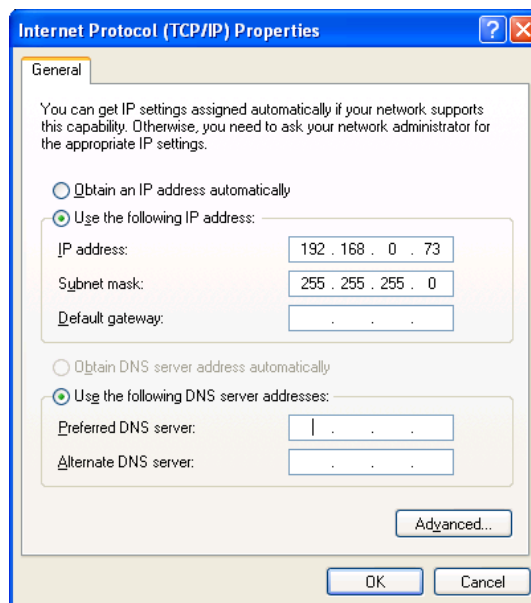 Internet Protocol (TCP/IP) Properties
General
You can get IP settings assigned automatically if your network supports
this capability. Otherwise, you need to ask your network administrator for
the appropriate IP settings.
Obtain an IP address automatically
Use the following IP address:
IP address: 192 . 168 . 0 . 73
Subnet mask: 255 . 255 . 255 . 0
Default gateway: . . .
Obtain DNS server address automatically
Use the following DNS server addresses:
Preferred DNS server: . . .
Alternate DNS server: . . .
Advanced...
OK Cancel